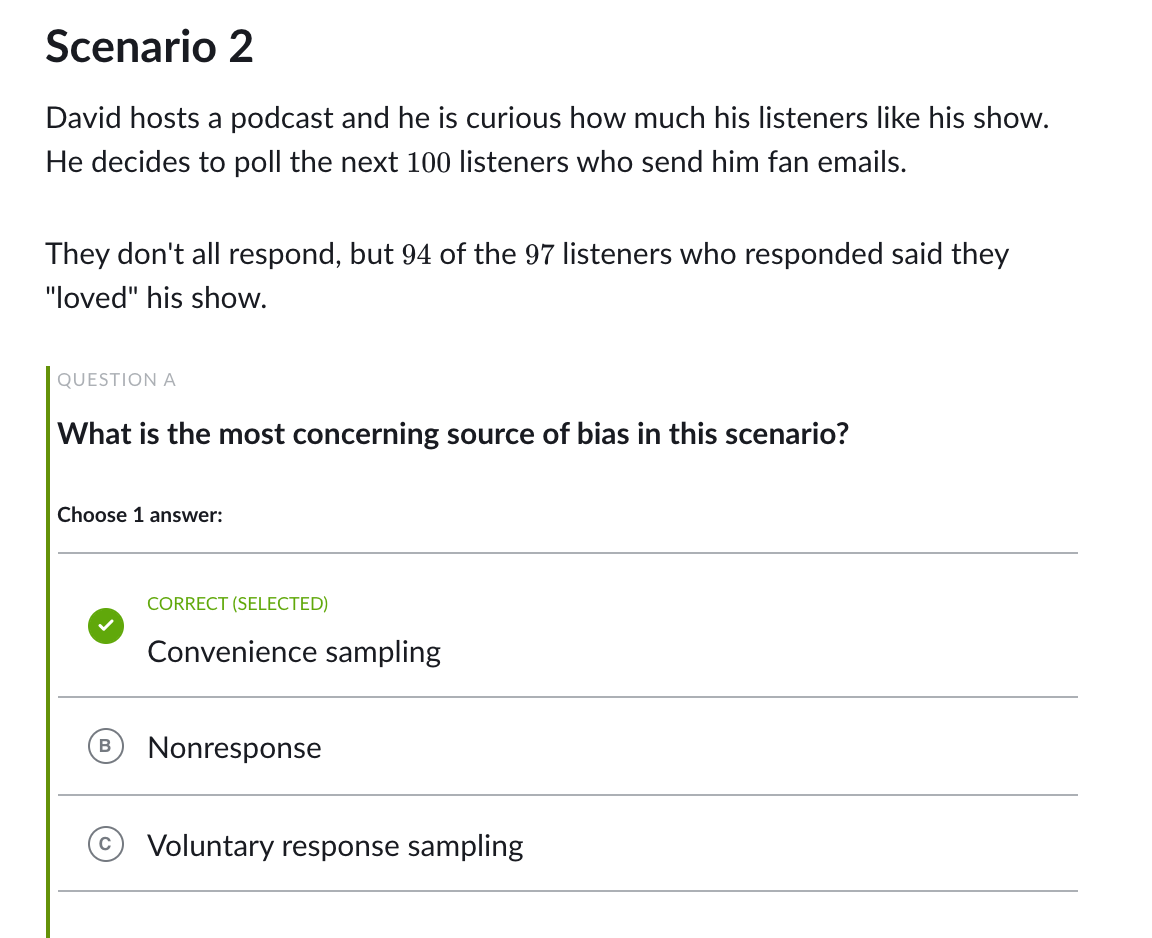 Scenario 2
David hosts a podcast and he is curious how much his listeners like his show.
He decides to poll the next 100 listeners who send him fan emails.
They don't all respond, but 94 of the 97 listeners who responded said they
"loved" his show.
QUESTION A
What is the most concerning source of bias in this scenario?
Choose 1 answer:
CORRECT (SELECTED)
Convenience sampling
B Nonresponse
C Voluntary response sampling